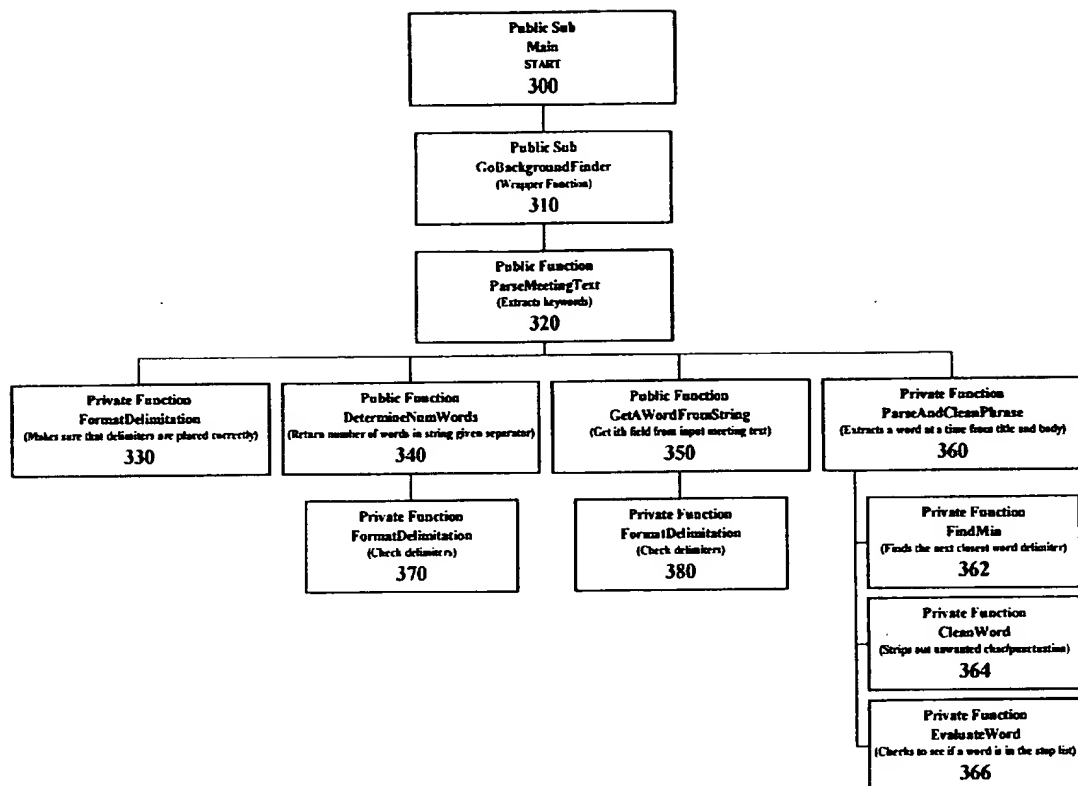 Public Sub
Main
START
300
Public Sub
GoBackgroundFinder
(Wrapper Function)
310
Public Function
ParseMeetingText
(Extracts keywords)
320
Private Function
FormatDelimitation
(Makes sure that delimiters are placed correctly)
330
Public Function
DetermineNumWords
(Return number of words in string given separator)
340
Public Function
GetAWordFromString
(Get ith field from input meeting text)
350
Private Function
ParseAndCleanPhrase
(Extracts a word at a time from title and body)
360
Private Function
FormatDelimitation
(Check delimiters)
370
Private Function
FormatDelimitation
(Check delimiters)
380
Private Function
FindMin
(Finds the next closest word delimiter)
362
Private Function
CleanWord
(Strips out unwanted char/punctuation)
364
Private Function
EvaluateWord
(Checks to see if a word is in the stop list)
366